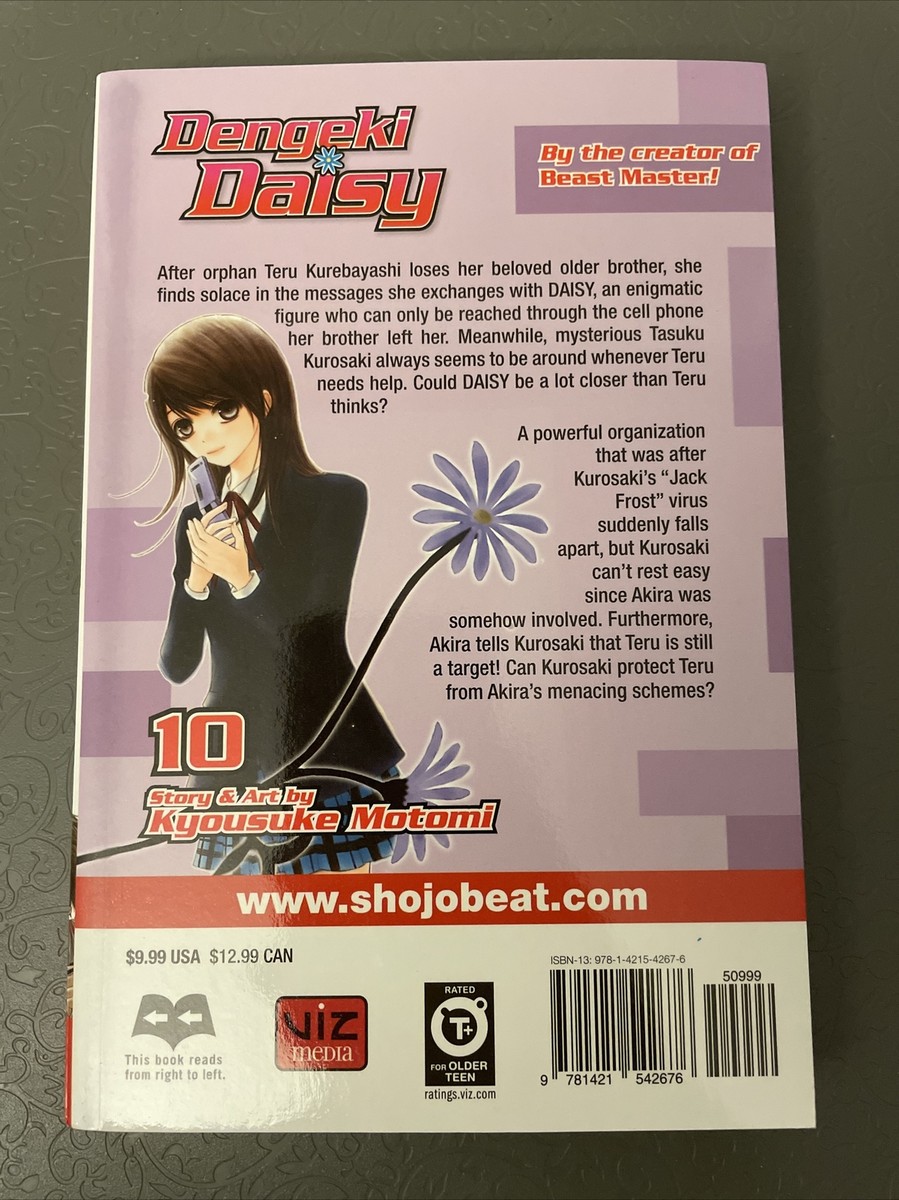 Dengeki
Daisy
By the creator of
Beast Master!
After orphan Teru Kurebayashi loses her beloved older brother, she
finds solace in the messages she exchanges with DAISY, an enigmatic
figure who can only be reached through the cell phone
her brother left her. Meanwhile, mysterious Tasuku
Kurosaki always seems to be around whenever Teru
needs help. Could DAISY be a lot closer than Teru
thinks?
A powerful organization
that was after
Kurosaki's "Jack
Frost" virus
suddenly falls
apart, but Kurosaki
can't rest easy
since Akira was
somehow involved. Furthermore,
Akira tells Kurosaki that Teru is still
a target! Can Kurosaki protect Teru
from Akira's menacing schemes?
10
Story & Art by
Kyousuke Motomi
www.shojobeat.com
$9.99 USA $12.99 CAN
This book reads
from right to left.
viz
media
RATED
T+
FOR OLDER
TEEN
ratings.viz.com
ISBN-13: 978-1-4215-4267-6
50999
9 781421 542676